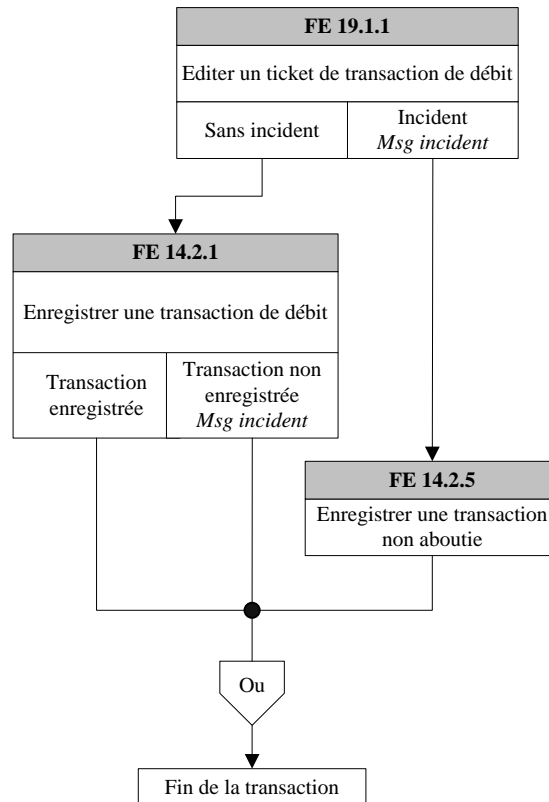 FE 19.1.1
Editer un ticket de transaction de débit
Sans incident
Incident
Msg incident
FE 14.2.1
Enregistrer une transaction de débit
Transaction
enregistrée
Transaction non
enregistrée
Msg incident
FE 14.2.5
Enregistrer une transaction
non aboutie
Ou
Fin de la transaction